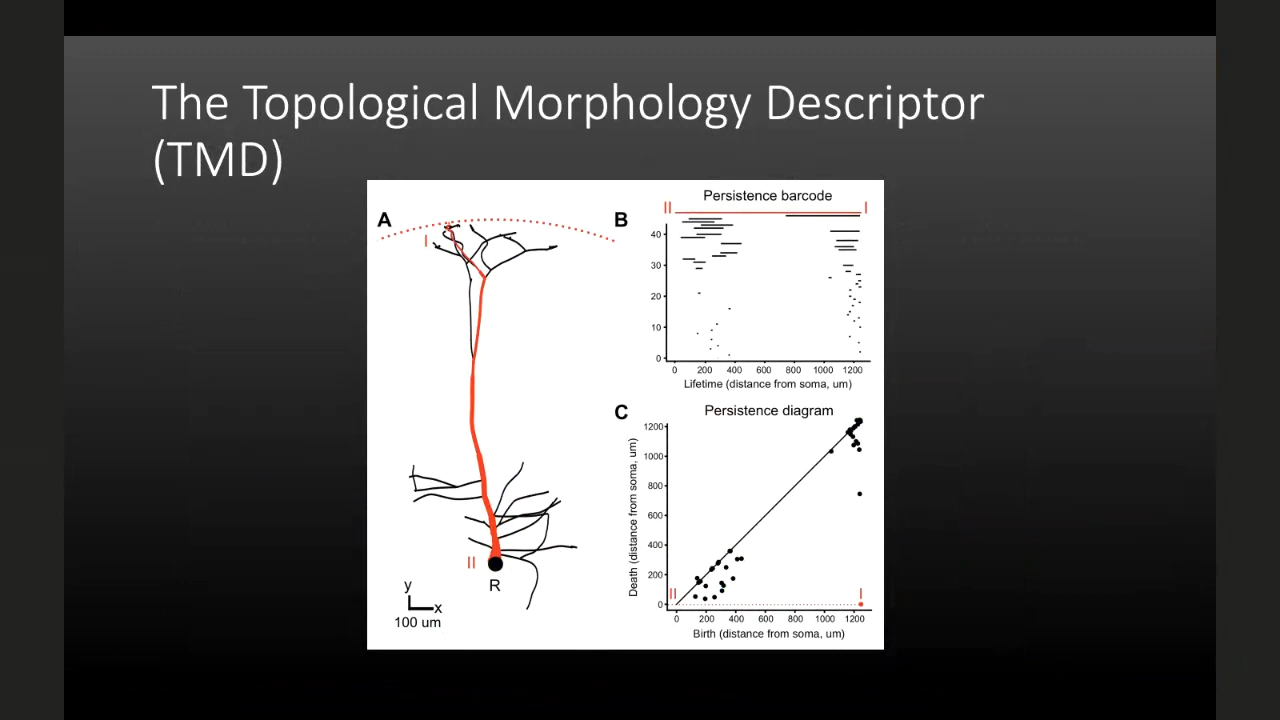 The Topological Morphology Descriptor
(TMD)
A
I
II
R
y
x
100 um
B
Persistence barcode
II
I
40
30
20
10
0
0 200 400 600 800 1000 1200
Lifetime (distance from soma, um)
C
Persistence diagram
Death (distance from soma, um)
1200
1000
800
600
400
200
0
II
I
0 200 400 600 800 1000 1200
Birth (distance from soma, um)